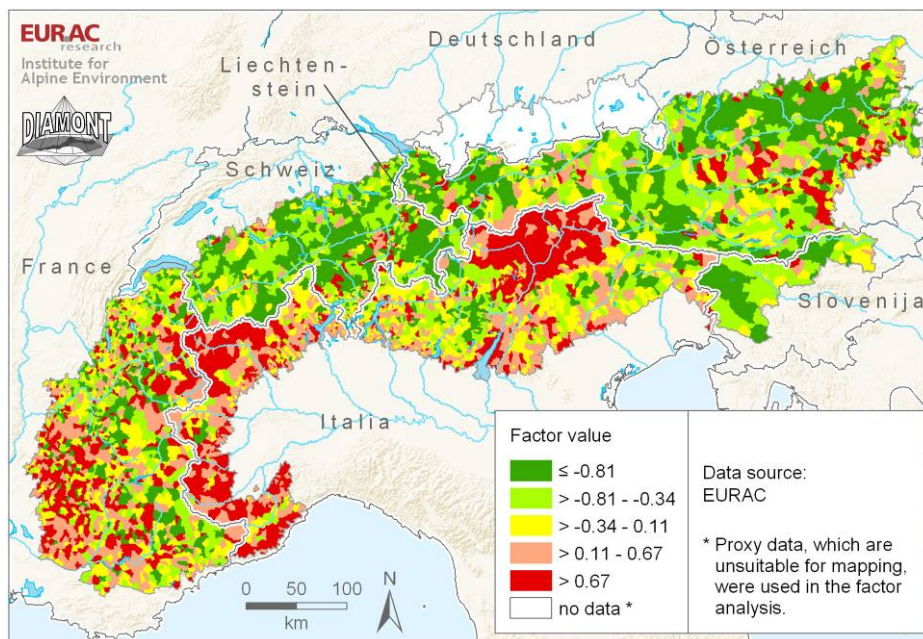 EURAC
research
Institute for
Alpine Environment
DIAMONT
Deutschland
Österreich
Liechten-
stein
Schweiz
France
Slovenija
Italia
0 50 100
km
N
Factor value
≤ -0.81
> -0.81 - -0.34
> -0.34 - 0.11
> 0.11 - 0.67
> 0.67
no data *
Data source:
EURAC
* Proxy data, which are
unsuitable for mapping,
were used in the factor
analysis.